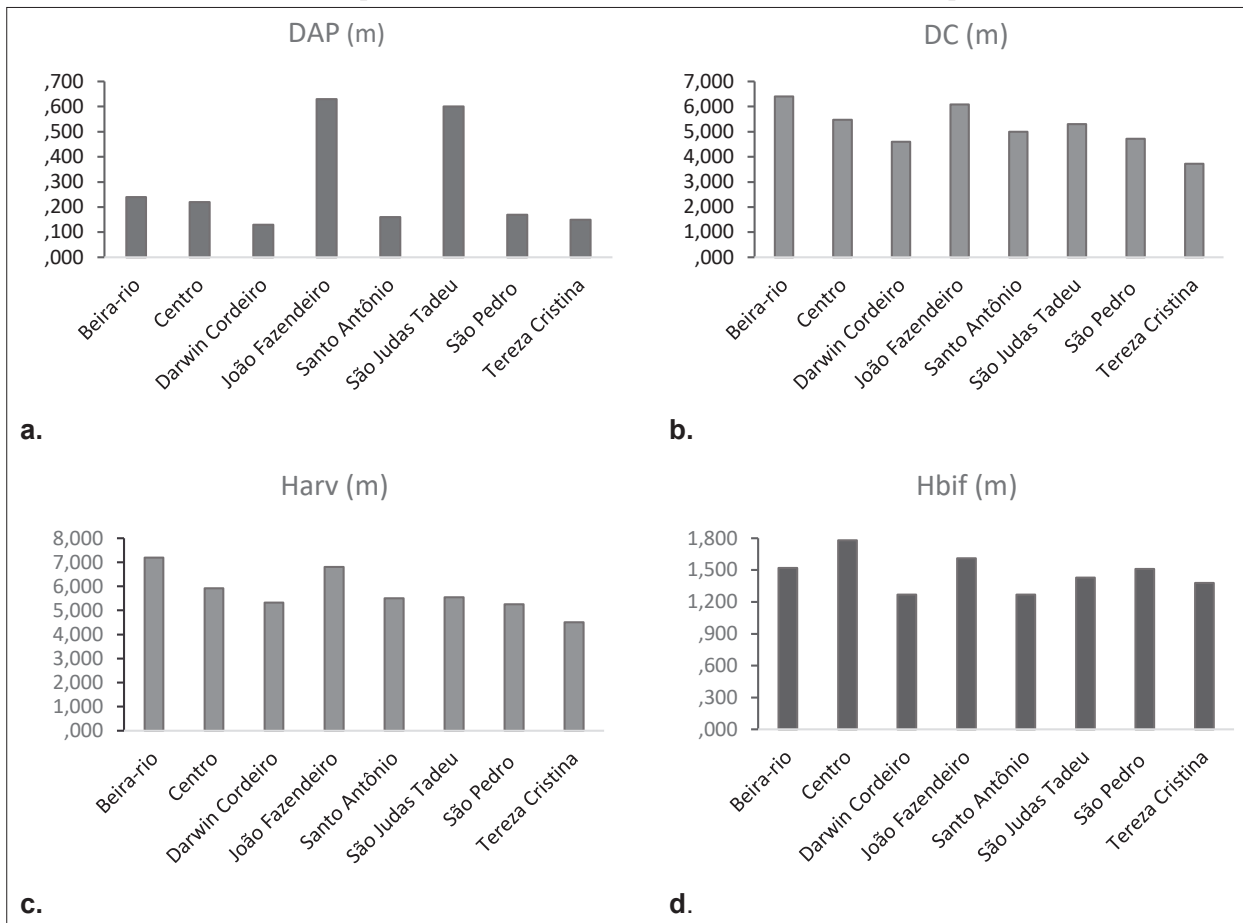 DAP (m)
,700
,600
,500
,400
,300
,200
,100
,000
Beira-rio
Centro
Darwin Cordeiro
João Fazendeiro
Santo Antônio
São Judas Tadeu
São Pedro
Tereza Cristina
a.
DC (m)
7,000
6,000
5,000
4,000
3,000
2,000
1,000
,000
Beira-rio
Centro
Darwin Cordeiro
João Fazendeiro
Santo Antônio
São Judas Tadeu
São Pedro
Tereza Cristina
b.
Harv (m)
8,000
7,000
6,000
5,000
4,000
3,000
2,000
1,000
,000
Beira-rio
Centro
Darwin Cordeiro
João Fazendeiro
Santo Antônio
São Judas Tadeu
São Pedro
Tereza Cristina
c.
Hbif (m)
1,800
1,500
1,200
,900
,600
,300
,000
Beira-rio
Centro
Darwin Cordeiro
João Fazendeiro
Santo Antônio
São Judas Tadeu
São Pedro
Tereza Cristina
d.